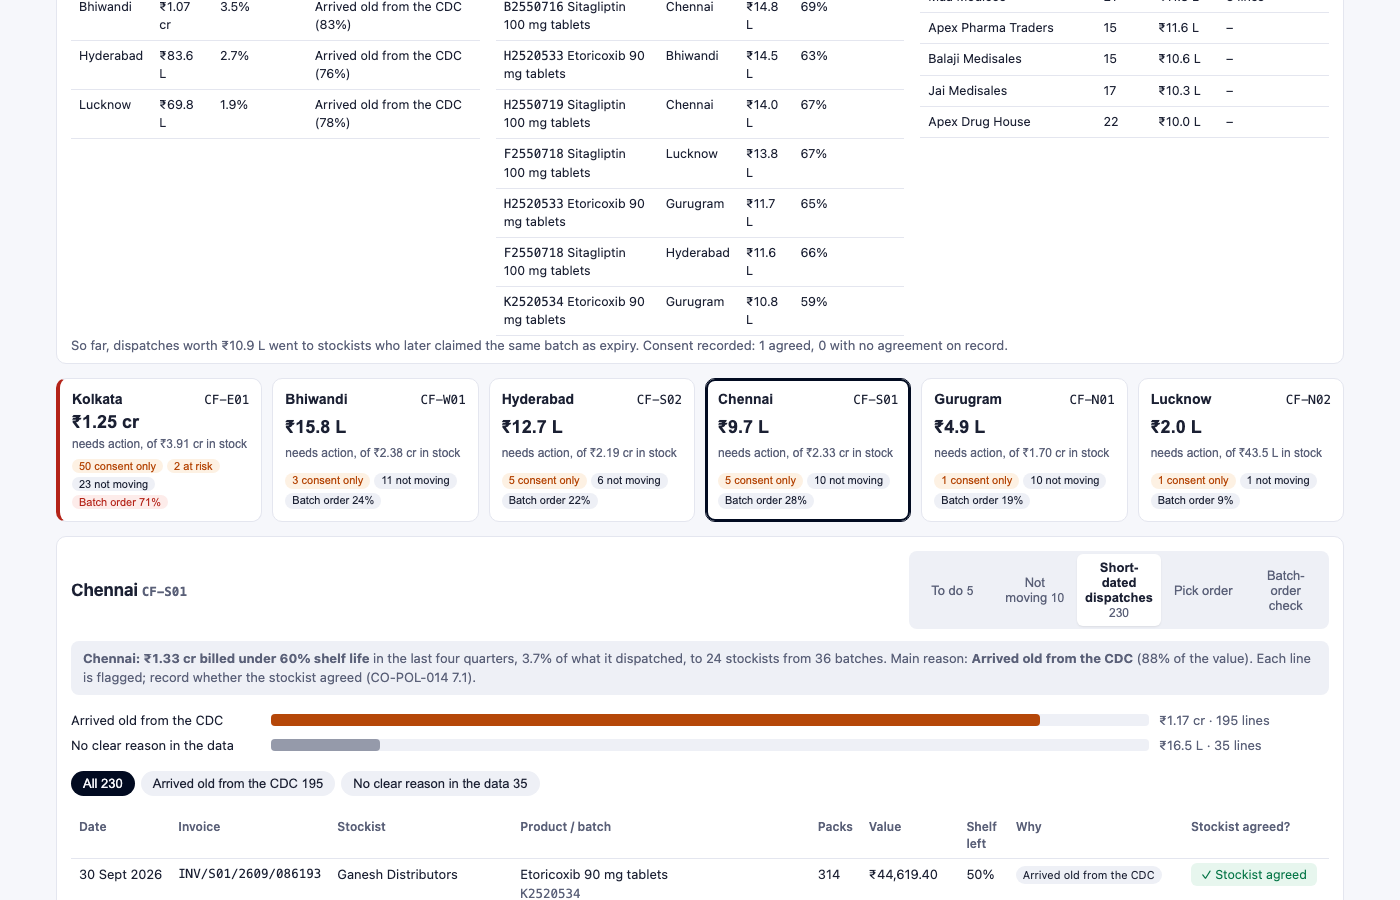 Bhiwandi ₹1.07 cr 3.5% Arrived old from the CDC (83%)
Hyderabad ₹83.6 L 2.7% Arrived old from the CDC (76%)
Lucknow ₹69.8 L 1.9% Arrived old from the CDC (78%)
B2550716 Sitagliptin 100 mg tablets Chennai ₹14.8 L 69%
H2520533 Etoricoxib 90 mg tablets Bhiwandi ₹14.5 L 63%
H2550719 Sitagliptin 100 mg tablets Chennai ₹14.0 L 67%
F2550718 Sitagliptin 100 mg tablets Lucknow ₹13.8 L 67%
H2520533 Etoricoxib 90 mg tablets Gurugram ₹11.7 L 65%
F2550718 Sitagliptin 100 mg tablets Hyderabad ₹11.6 L 66%
K2520534 Etoricoxib 90 mg tablets Gurugram ₹10.8 L 59%
Apex Pharma Traders 15 ₹11.6 L –
Balaji Medisales 15 ₹10.6 L –
Jai Medisales 17 ₹10.3 L –
Apex Drug House 22 ₹10.0 L –
So far, dispatches worth ₹10.9 L went to stockists who later claimed the same batch as expiry. Consent recorded: 1 agreed, 0 with no agreement on record.
Kolkata CF-E01
₹1.25 cr
needs action, of ₹3.91 cr in stock
50 consent only 2 at risk
23 not moving
Batch order 71%
Bhiwandi CF-W01
₹15.8 L
needs action, of ₹2.38 cr in stock
3 consent only 11 not moving
Batch order 24%
Hyderabad CF-S02
₹12.7 L
needs action, of ₹2.19 cr in stock
5 consent only 6 not moving
Batch order 22%
Chennai CF-S01
₹9.7 L
needs action, of ₹2.33 cr in stock
5 consent only 10 not moving
Batch order 28%
Gurugram CF-N01
₹4.9 L
needs action, of ₹1.70 cr in stock
1 consent only 10 not moving
Batch order 19%
Lucknow CF-N02
₹2.0 L
needs action, of ₹43.5 L in stock
1 consent only 1 not moving
Batch order 9%
Chennai CF-S01
To do 5
Not moving 10
Short-dated dispatches 230
Pick order
Batch-order check
Chennai: ₹1.33 cr billed under 60% shelf life in the last four quarters, 3.7% of what it dispatched, to 24 stockists from 36 batches. Main reason: Arrived old from the CDC (88% of the value). Each line
is flagged; record whether the stockist agreed (CO-POL-014 7.1).
Arrived old from the CDC ₹1.17 cr · 195 lines
No clear reason in the data ₹16.5 L · 35 lines
All 230 Arrived old from the CDC 195 No clear reason in the data 35
Date Invoice Stockist Product / batch Packs Value Shelf left Why Stockist agreed?
30 Sept 2026 INV/S01/2609/086193 Ganesh Distributors Etoricoxib 90 mg tablets 314 ₹44,619.40 50% Arrived old from the CDC ✓ Stockist agreed
K2520534